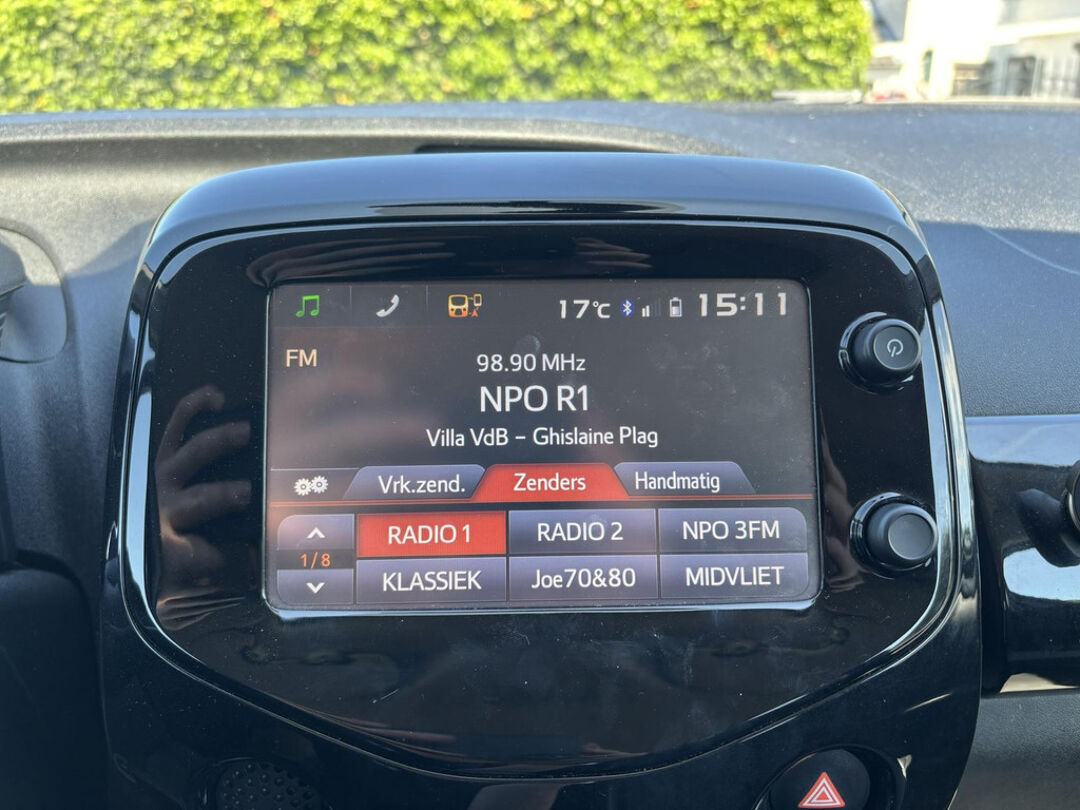 17°C 15:11
FM
98.90 MHz
NPO R1
Villa VdB – Ghislaine Plag
Vrk.zend. Zenders Handmatig
RADIO 1 RADIO 2 NPO 3FM
1/8
KLASSIEK Joe70&80 MIDVLIET